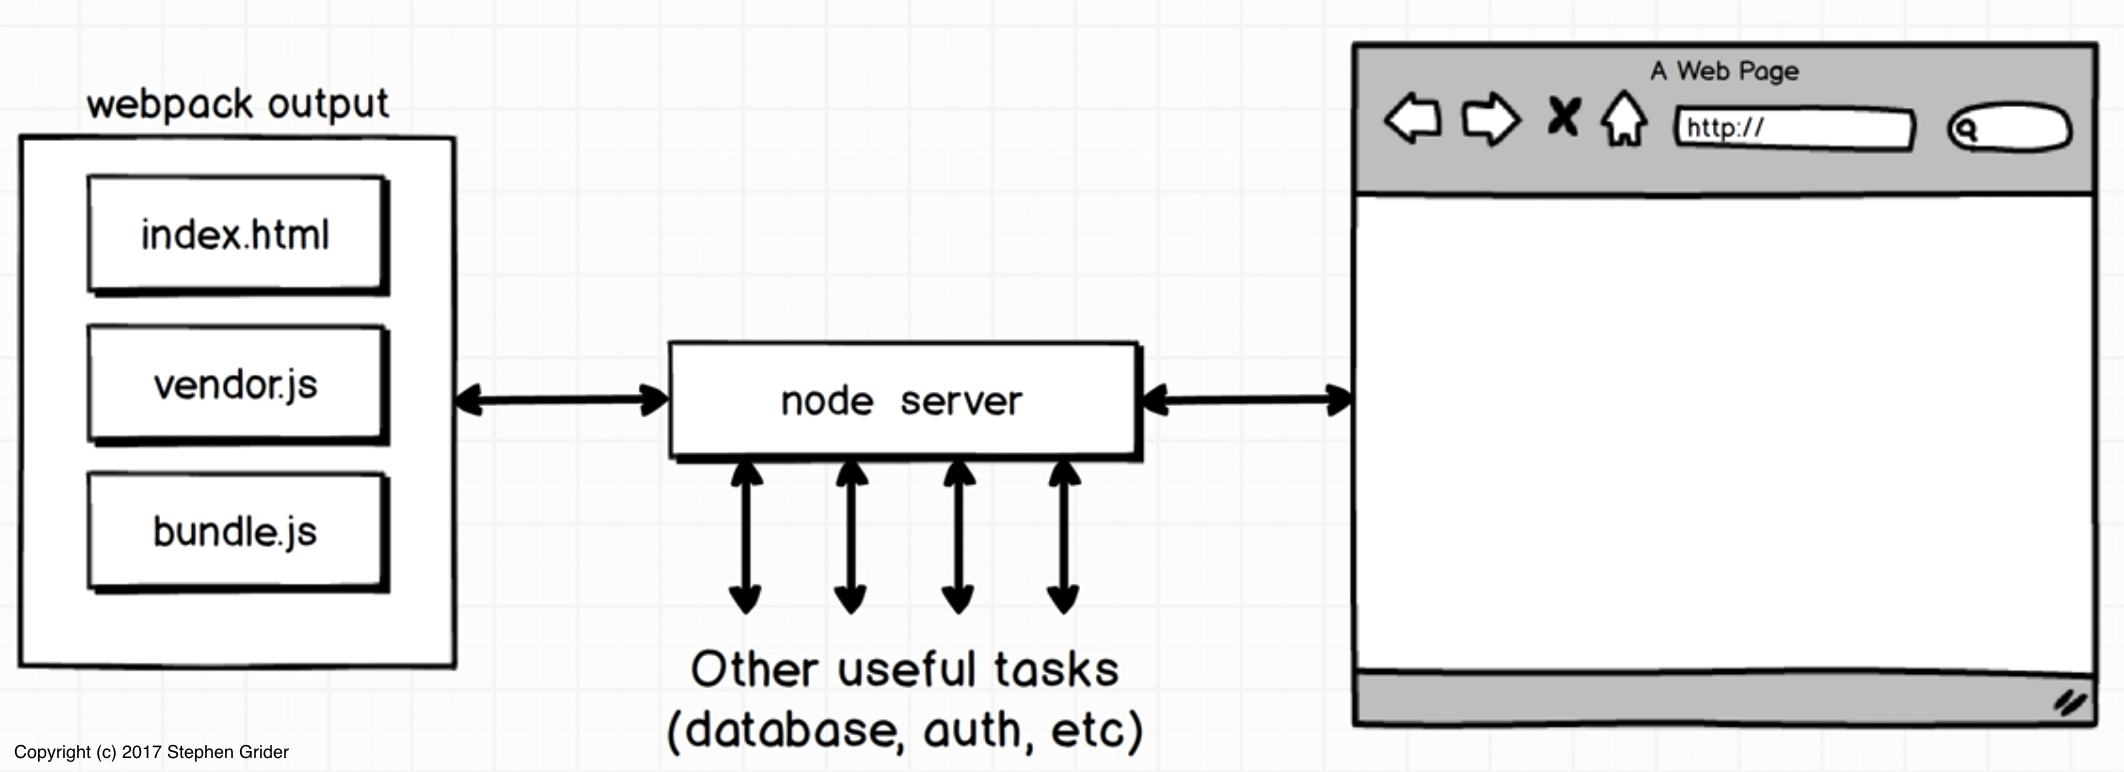 webpack output
index.html
vendor.js
bundle.js
node server
Other useful tasks
(database, auth, etc)
A Web Page
http://
Copyright (c) 2017 Stephen Grider